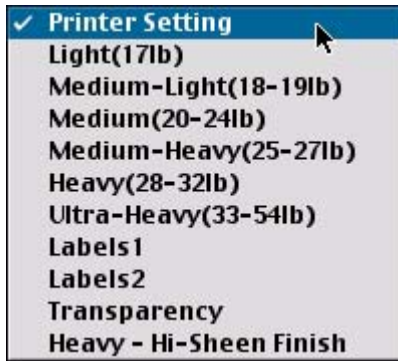 Printer Setting
Light(17lb)
Medium-Light(18-19lb)
Medium(20-24lb)
Medium-Heavy(25-27lb)
Heavy(28-32lb)
Ultra-Heavy(33-54lb)
Labels1
Labels2
Transparency
Heavy - Hi-Sheen Finish